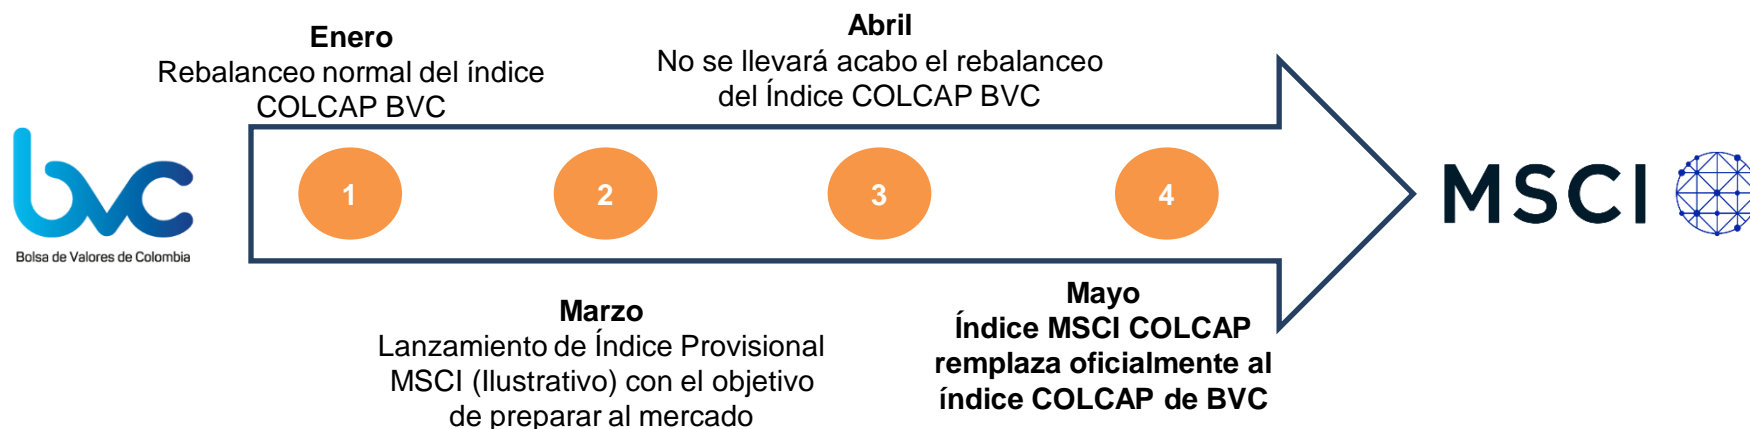 Enero
Rebalanceo normal del índice
COLCAP BVC
Abril
No se llevará acabo el rebalanceo
del Índice COLCAP BVC
bvc
Bolsa de Valores de Colombia
1
2
3
4
MSCI
Marzo
Lanzamiento de Índice Provisional
MSCI (Ilustrativo) con el objetivo
de preparar al mercado
Mayo
Índice MSCI COLCAP
remplaza oficialmente al
índice COLCAP de BVC